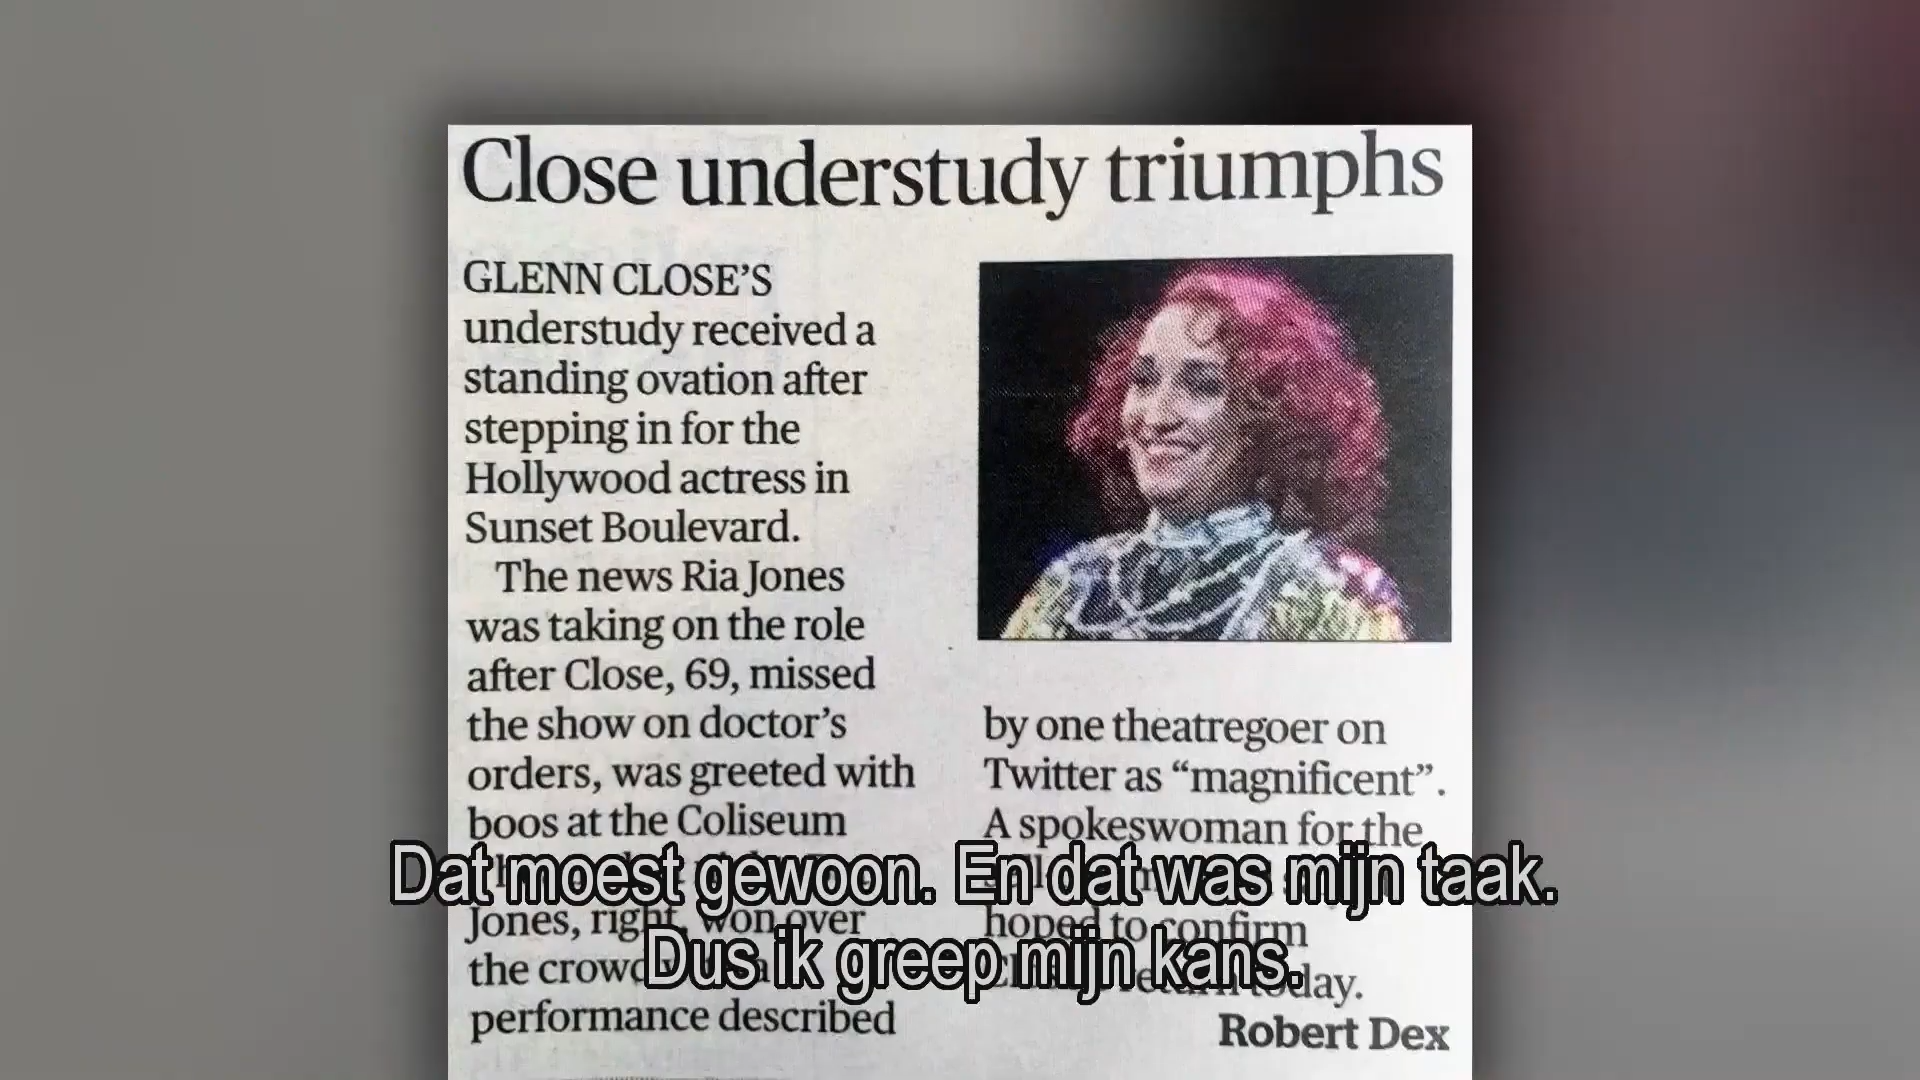 Close understudy triumphs
GLENN CLOSE'S
understudy received a
standing ovation after
stepping in for the
Hollywood actress in
Sunset Boulevard.
The news Ria Jones
was taking on the role
after Close, 69, missed
the show on doctor's
orders, was greeted with
boos at the Coliseum
Jones, right, won over
the crowd
performance described
by one theatregoer on
Twitter as “magnificent”.
A spokeswoman for the
hoped to confirm
return today.
Robert Dex
Dat moest gewoon. En dat was mijn taak.
Dus ik greep mijn kans.